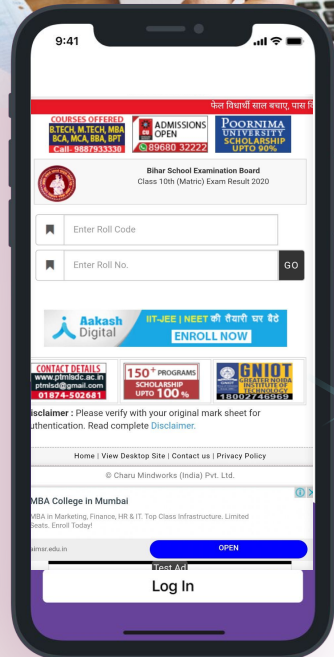 9:41
फेल विधार्थी साल बचाए, पास
COURSES OFFERED
B.TECH, M.TECH, MBA
BCA, MCA, BBA, BPT
Call- 9887933330
ADMISSIONS
OPEN
89680 32222
POORNIMA
UNIVERSITY
SCHOLARSHIP
UPTO 90%
Bihar School Examination Board
Class 10th (Matric) Exam Result 2020
Enter Roll Code
Enter Roll No.
GO
Aakash
Digital
IIT-JEE | NEET की तैयारी घर बैठे
ENROLL NOW
CONTACT DETAILS
www.ptmlsdc.ac.in
ptmlsd@gmail.com
01874-502681
150+ PROGRAMS
SCHOLARSHIP
UPTO 100%
GNIOT
GREATER NOIDA
INSTITUTE OF
TECHNOLOGY
18002746969
isclaimer : Please verify with your original mark sheet for
uthentication. Read complete Disclaimer.
Home | View Desktop Site | Contact us | Privacy Policy
© Charu Mindworks (India) Pvt. Ltd.
MBA College in Mumbai
MBA in Marketing, Finance, HR & IT. Top Class Infrastructure. Limited
Seats. Enroll Today!
aimsr.edu.in
OPEN
Test Ad
Log In